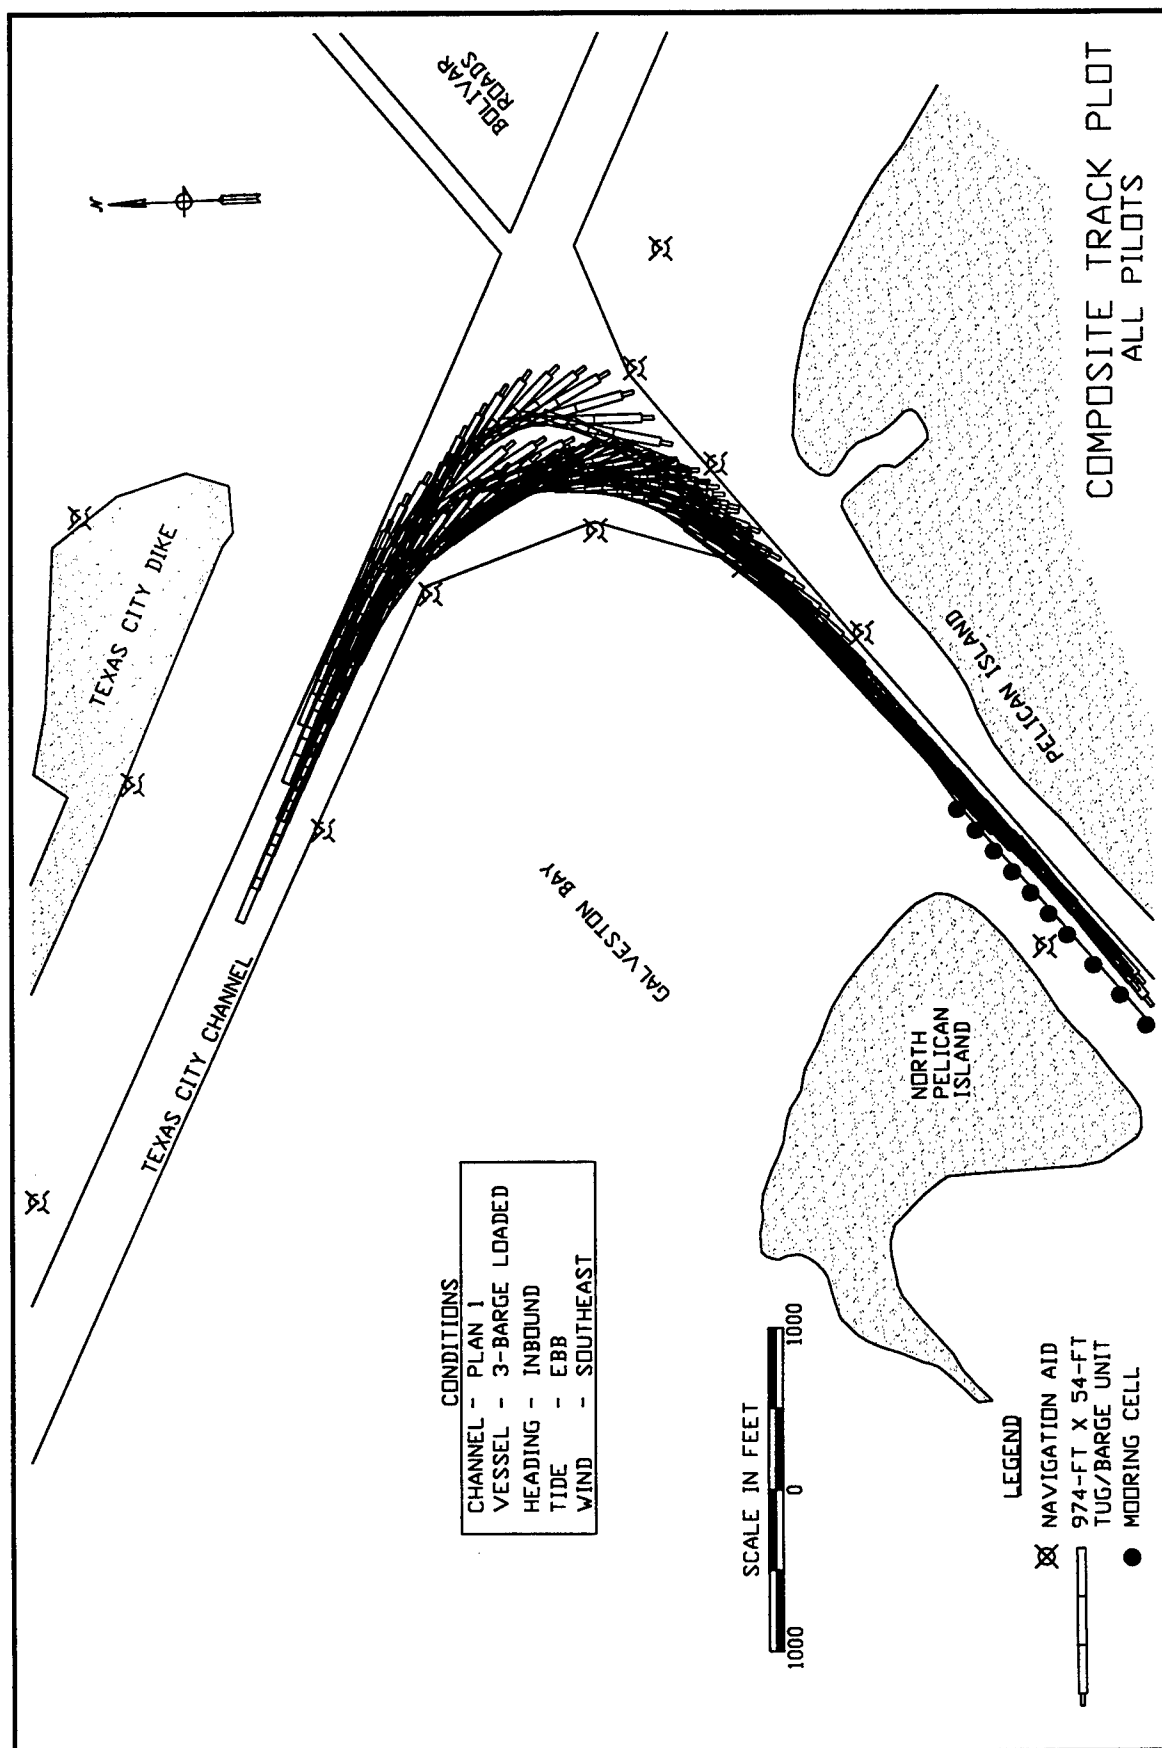 N
BOLIVAR
ROADS
TEXAS CITY DIKE
TEXAS CITY CHANNEL
GALVESTON BAY
PELICAN ISLAND
NORTH
PELICAN
ISLAND
CONDITIONS
CHANNEL - PLAN 1
VESSEL - 3-BARGE LOADED
HEADING - INBOUND
TIDE - EBB
WIND - SOUTHEAST
SCALE IN FEET
1000 0 1000
LEGEND
NAVIGATION AID
974-FT X 54-FT
TUG/BARGE UNIT
MOORING CELL
COMPOSITE TRACK PLOT
ALL PILOTS